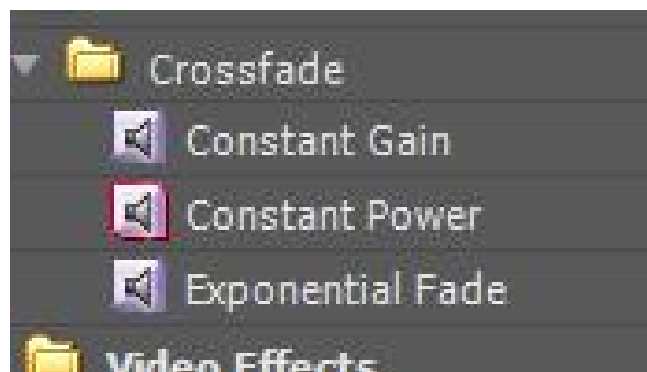 Crossfade
Constant Gain
Constant Power
Exponential Fade
Video Effects